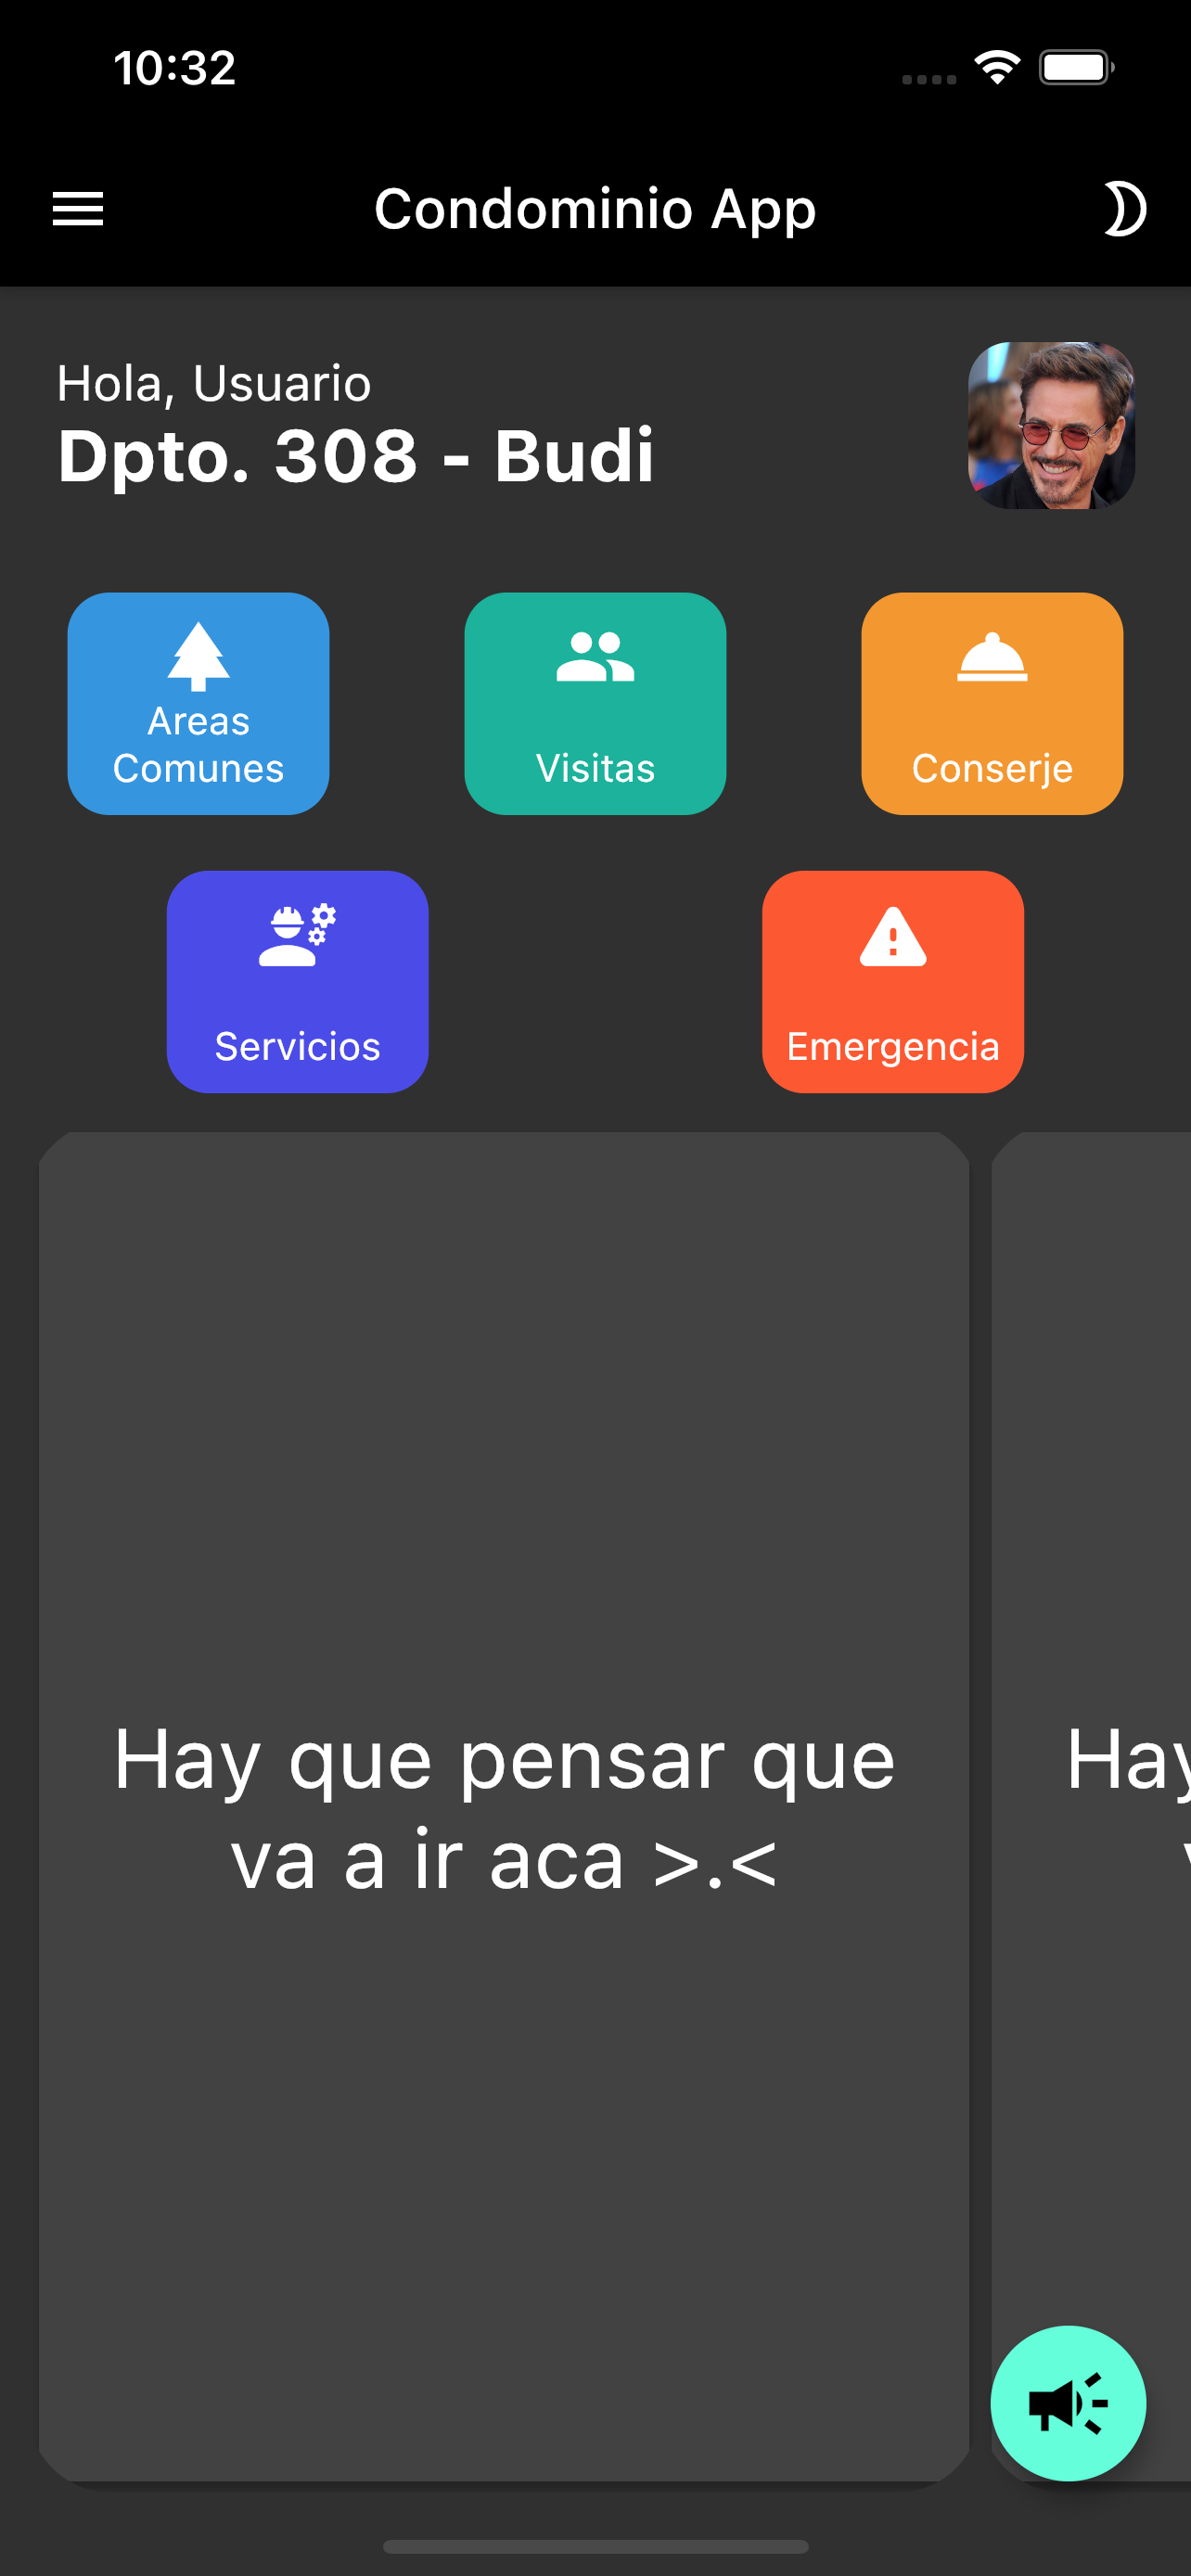 10:32
Condominio App
Hola, Usuario
Dpto. 308 - Budi
Areas
Comunes
Visitas
Conserje
Servicios
Emergencia
Hay que pensar que
va a ir aca >.<
Hay